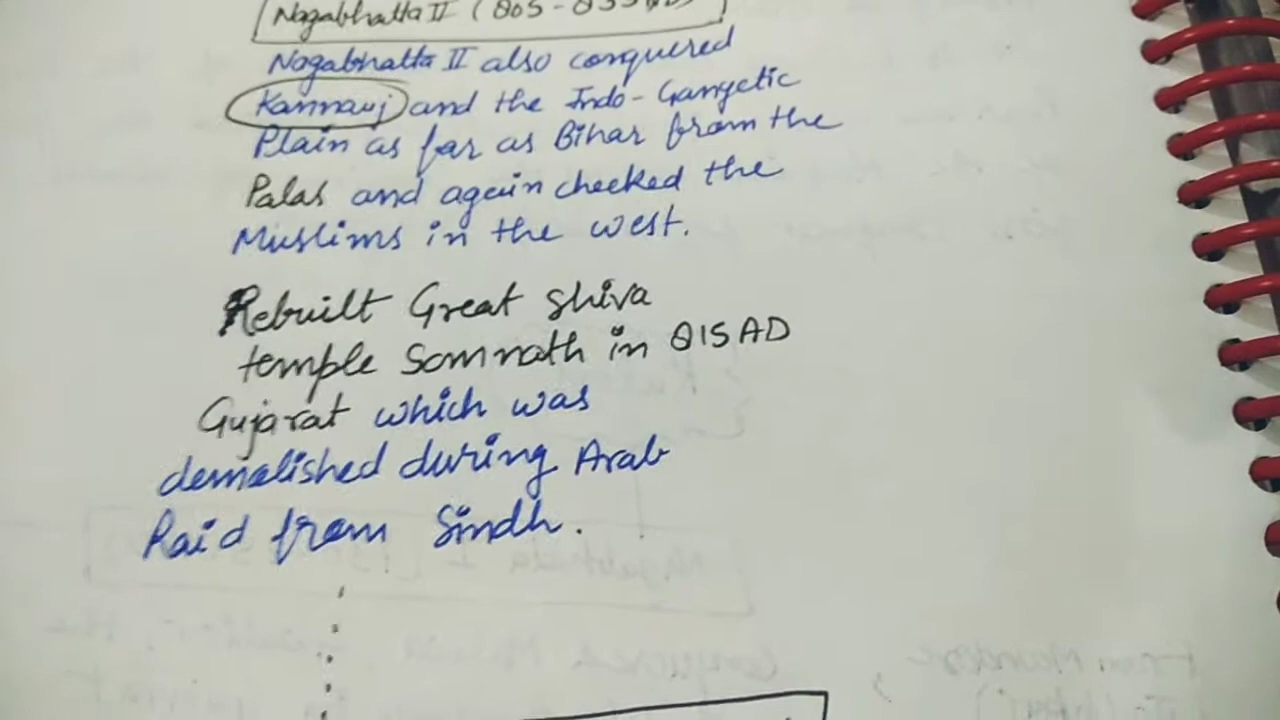 Nagabhatta II (805-833AD)
Nagabhatta II also conquered
Kannauj and the Indo-Gangetic
Plain as far as Bihar from the
Palas and again checked the
Muslims in the west.
Rebuilt Great Shiva
temple Somnath in 815 AD
Gujarat which was
demolished during Arab
Raid from Sindh.